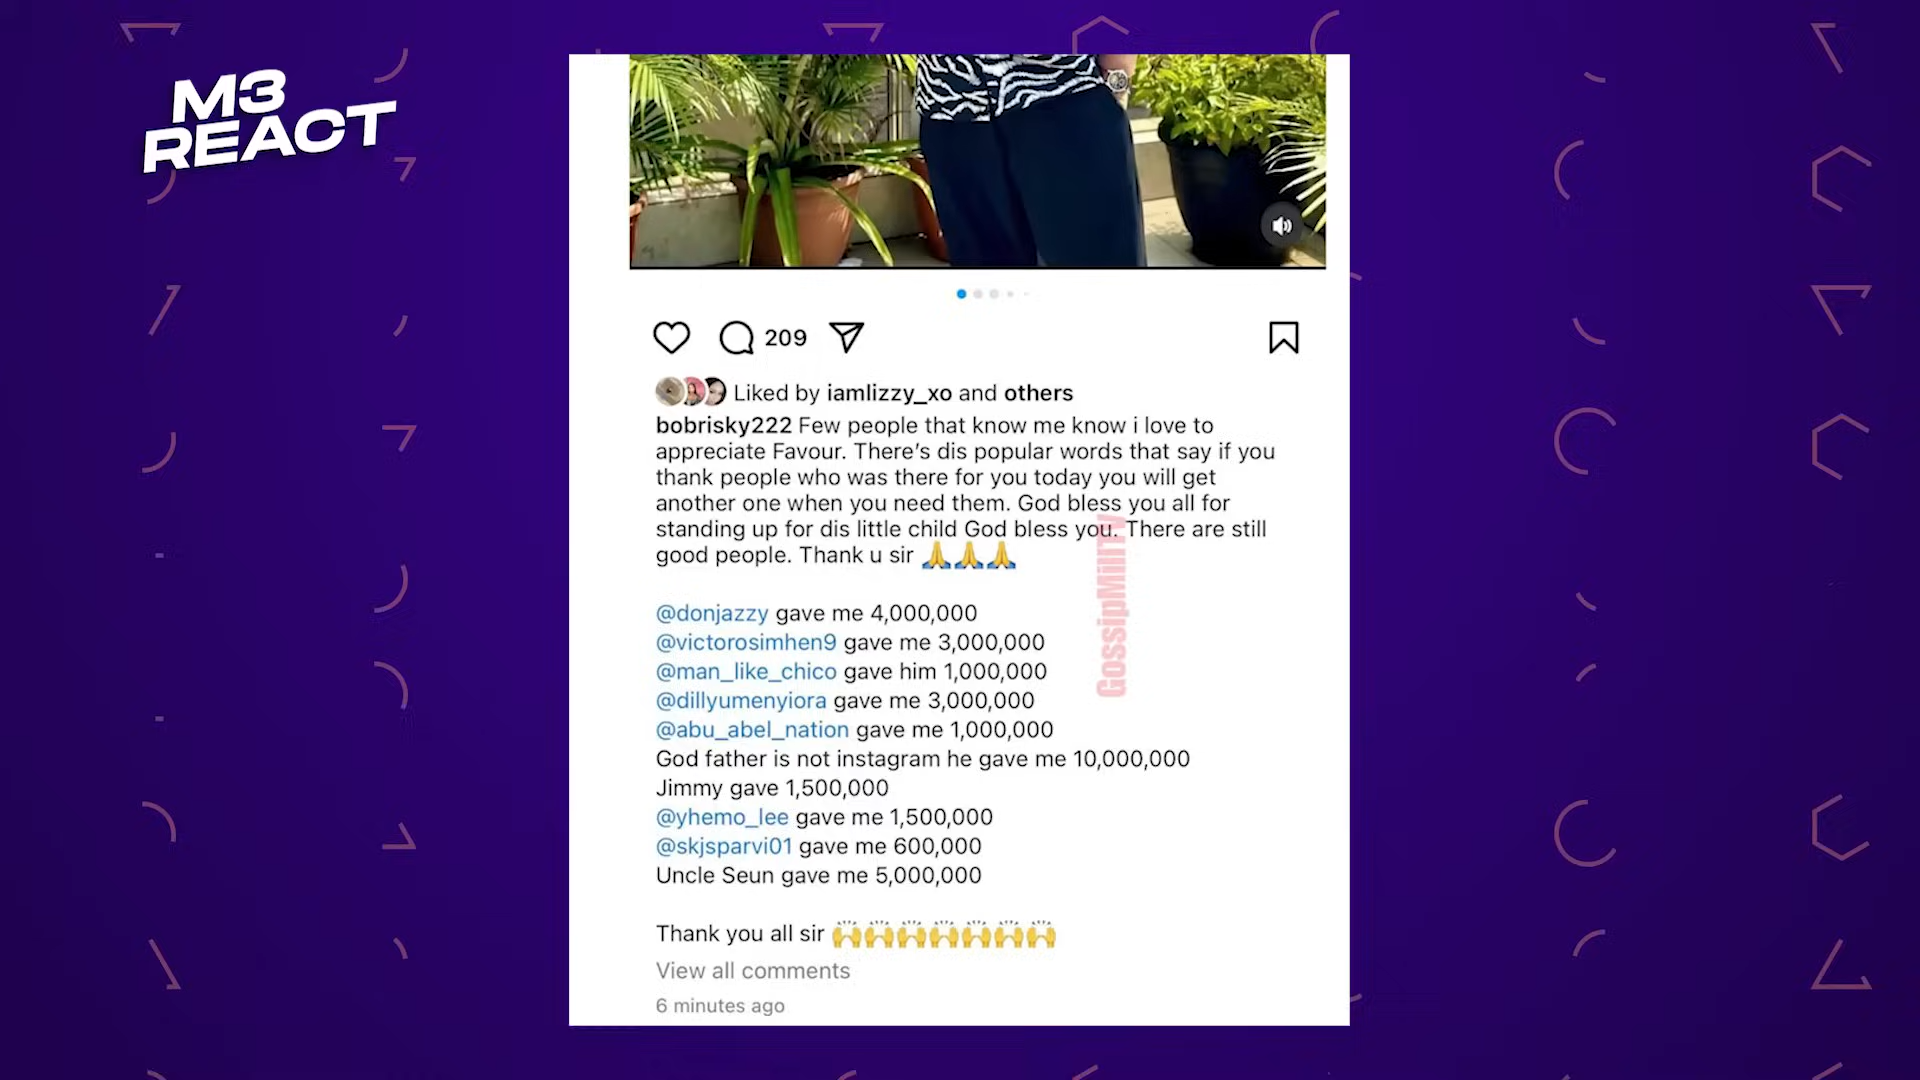 M3
REACT
209
Liked by iamlizzy_xo and others
bobrisky222 Few people that know me know i love to
appreciate Favour. There’s dis popular words that say if you
thank people who was there for you today you will get
another one when you need them. God bless you all for
standing up for dis little child God bless you. There are still
good people. Thank u sir 🙏🙏🙏
@donjazzy gave me 4,000,000
@victorosimhen9 gave me 3,000,000
@man_like_chico gave him 1,000,000
@dillyumenyiora gave me 3,000,000
@abu_abel_nation gave me 1,000,000
God father is not instagram he gave me 10,000,000
Jimmy gave 1,500,000
@yhemo_lee gave me 1,500,000
@skjsparvi01 gave me 600,000
Uncle Seun gave me 5,000,000
Thank you all sir 🙌🙌🙌🙌🙌🙌🙌
View all comments
6 minutes ago
GossipMillTV